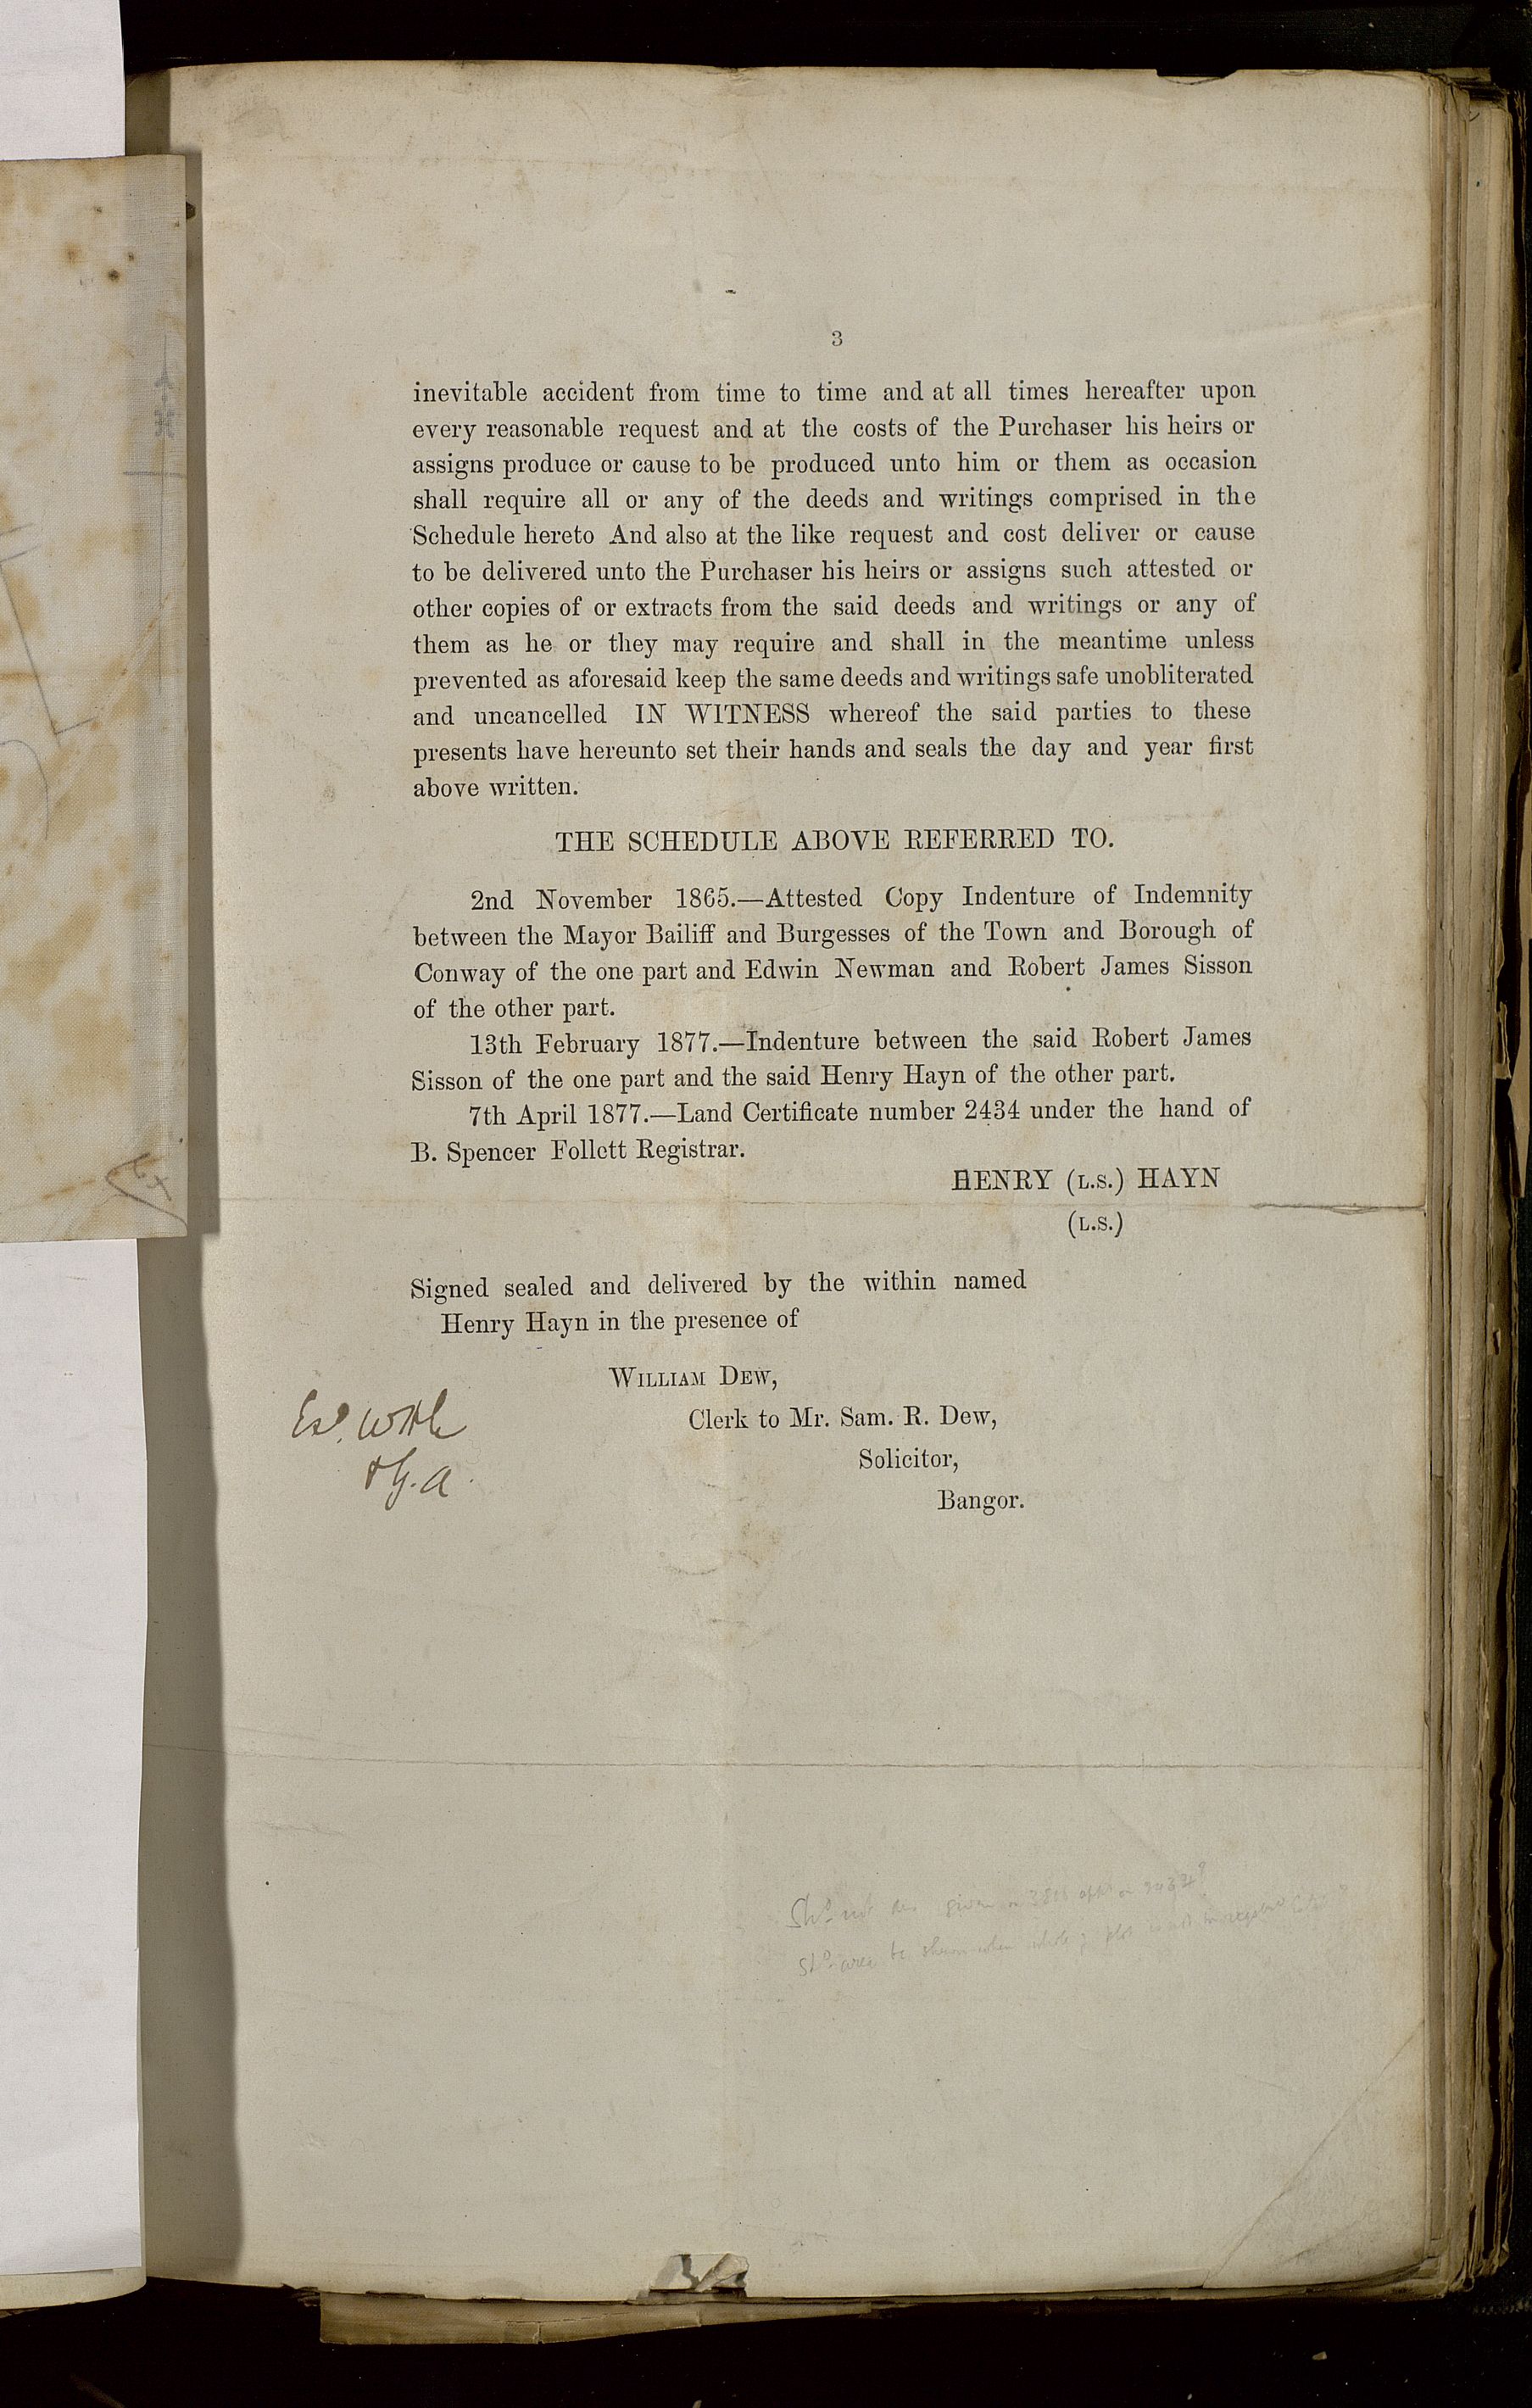 3
inevitable accident from time to time and at all times hereafter upon
every reasonable request and at the costs of the Purchaser his heirs or
assigns produce or cause to be produced unto him or them as occasion
shall require all or any of the deeds and writings comprised in the
Schedule hereto And also at the like request and cost deliver or cause
to be delivered unto the Purchaser his heirs or assigns such attested or
other copies of or extracts from the said deeds and writings or any of
them as he or they may require and shall in the meantime unless
prevented as aforesaid keep the same deeds and writings safe unobliterated
and uncancelled IN WITNESS whereof the said parties to these
presents have hereunto set their hands and seals the day and year first
above written.
THE SCHEDULE ABOVE REFERRED TO.
2nd November 1865.—Attested Copy Indenture of Indemnity
between the Mayor Bailiff and Burgesses of the Town and Borough of
Conway of the one part and Edwin Newman and Robert James Sisson
of the other part.
13th February 1877.—Indenture between the said Robert James
Sisson of the one part and the said Henry Hayn of the other part.
7th April 1877.—Land Certificate number 2434 under the hand of
B. Spencer Follett Registrar.
HENRY (L.S.) HAYN
(L.S.)
Signed sealed and delivered by the within named
Henry Hayn in the presence of
WILLIAM DEW,
Clerk to Mr. Sam. R. Dew,
Solicitor,
Bangor.